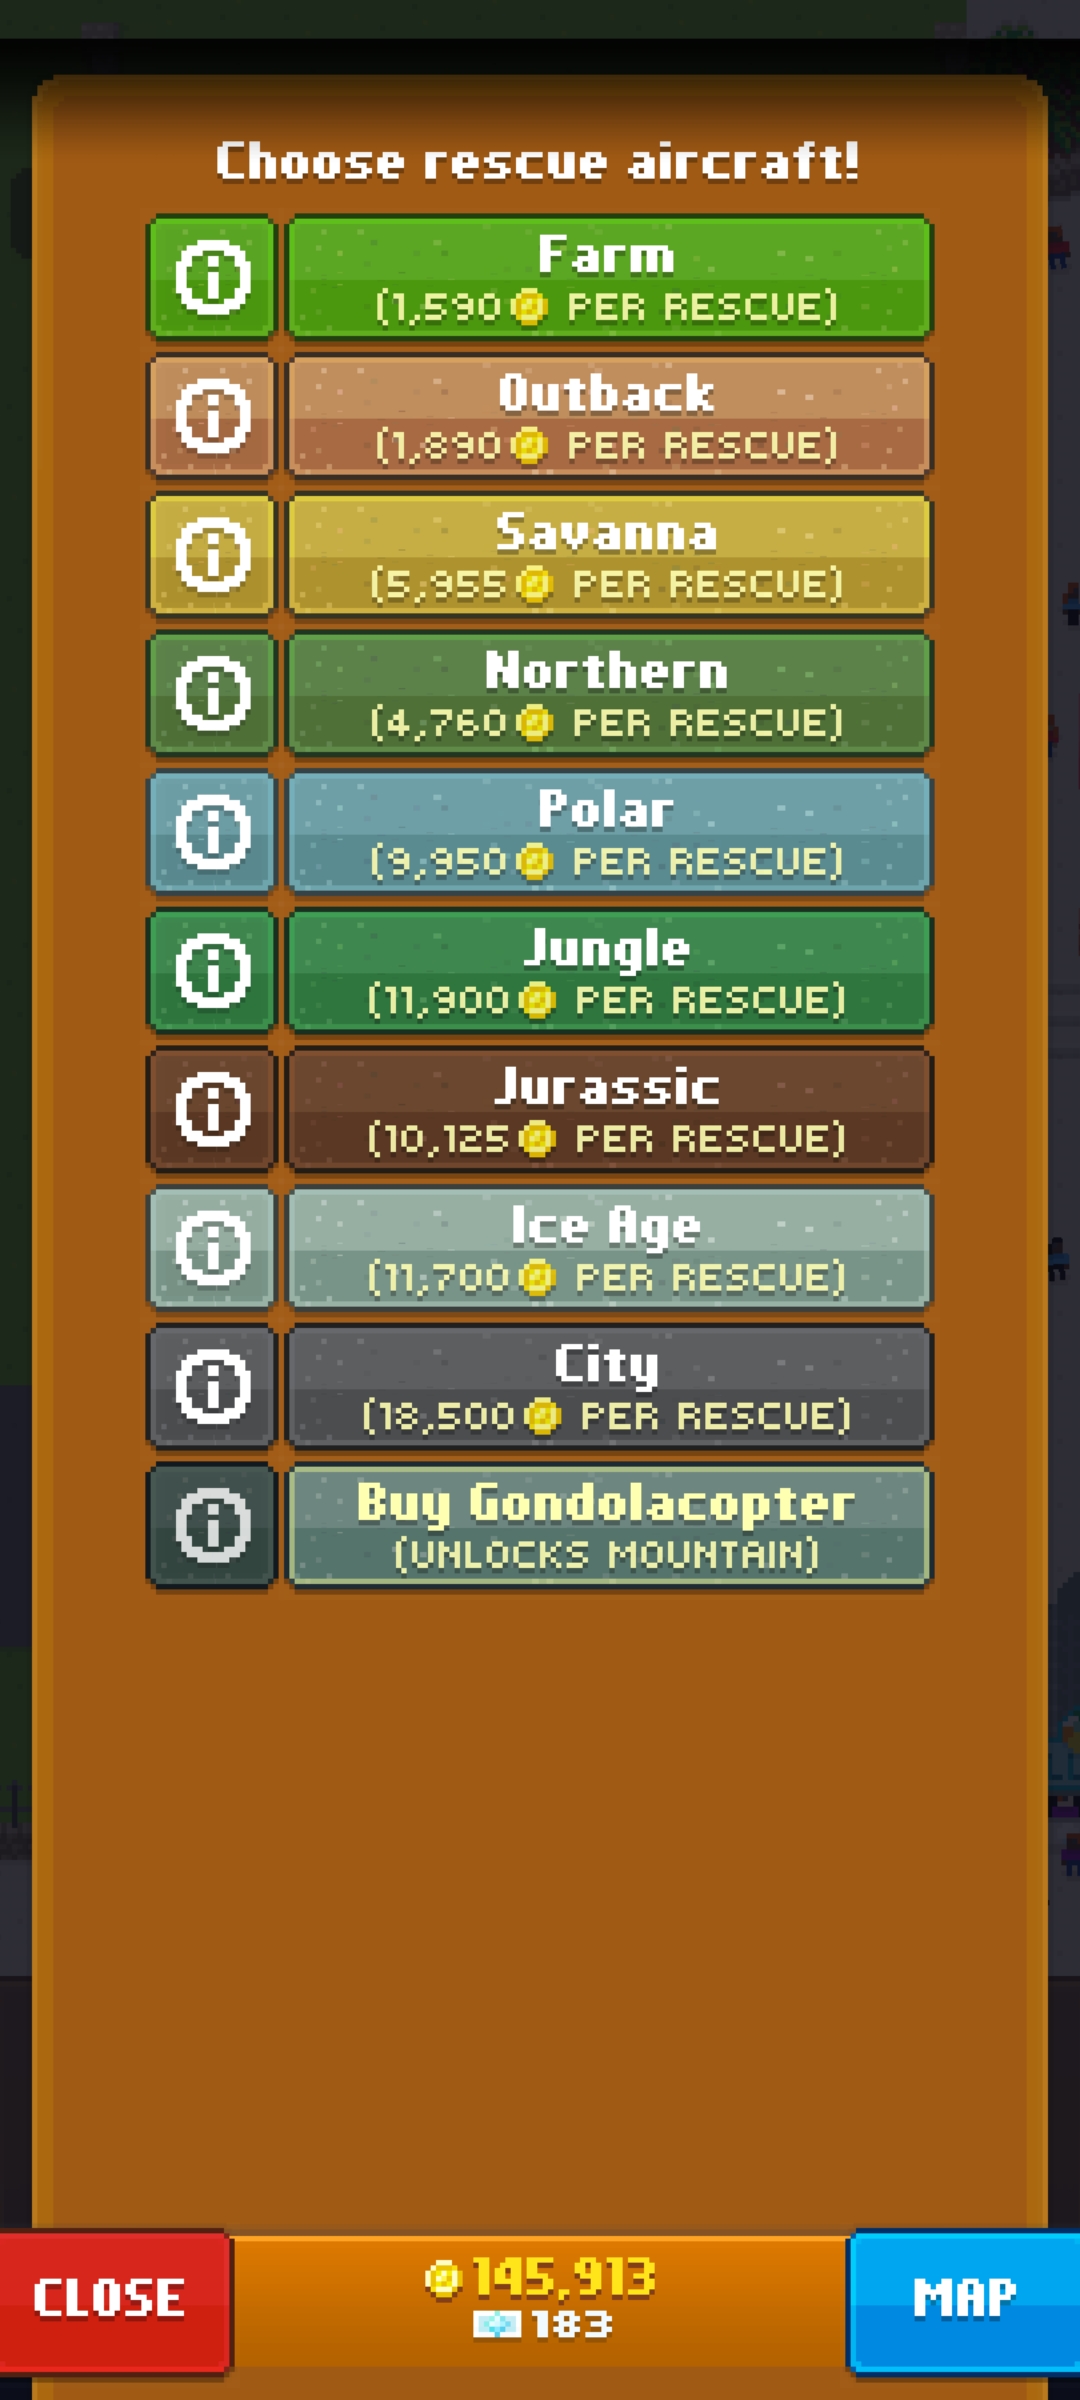 Choose rescue aircraft!
Farm
(1,590 PER RESCUE)
Outback
(1,890 PER RESCUE)
Savanna
(5,955 PER RESCUE)
Northern
(4,760 PER RESCUE)
Polar
(9,950 PER RESCUE)
Jungle
(11,900 PER RESCUE)
Jurassic
(10,125 PER RESCUE)
Ice Age
(11,700 PER RESCUE)
City
(18,500 PER RESCUE)
Buy Gondolacopter
(UNLOCKS MOUNTAIN)
CLOSE
145,913
183
MAP